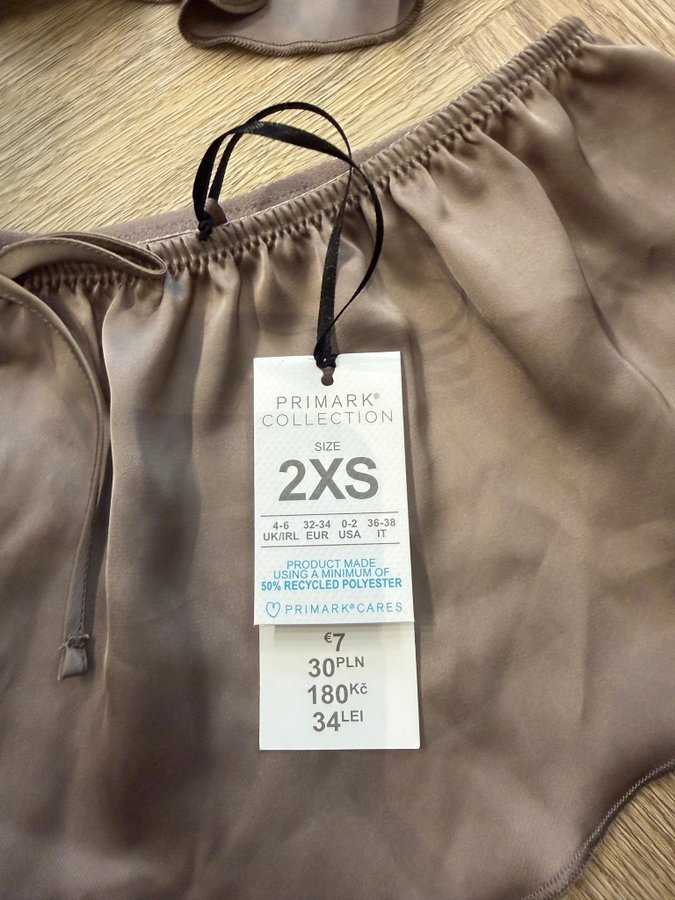 PRIMARK®
COLLECTION
SIZE
2XS
4-6 32-34 0-2 36-38
UK/IRL EUR USA IT
PRODUCT MADE
USING A MINIMUM OF
50% RECYCLED POLYESTER
PRIMARK®CARES
€7
30PLN
180Kč
34LEI